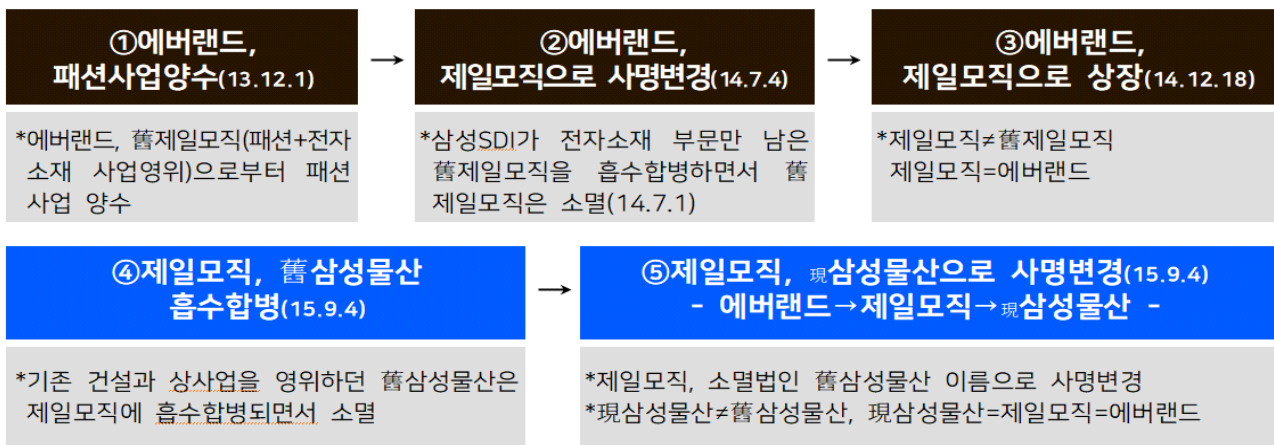 ①에버랜드,
패션사업양수(13.12.1)
→
②에버랜드,
제일모직으로 사명변경(14.7.4)
→
③에버랜드,
제일모직으로 상장(14.12.18)
*에버랜드, 舊제일모직(패션+전자
소재 사업영위)으로부터 패션
사업 양수
*삼성SDI가 전자소재 부문만 남은
舊제일모직을 흡수합병하면서 舊
제일모직은 소멸(14.7.1)
*제일모직≠舊제일모직
제일모직=에버랜드
④제일모직, 舊삼성물산
흡수합병(15.9.4)
→
⑤제일모직, 現삼성물산으로 사명변경(15.9.4)
- 에버랜드→제일모직→現삼성물산 -
*기존 건설과 상사업을 영위하던 舊삼성물산은
제일모직에 흡수합병되면서 소멸
*제일모직, 소멸법인 舊삼성물산 이름으로 사명변경
*現삼성물산≠舊삼성물산, 現삼성물산=제일모직=에버랜드